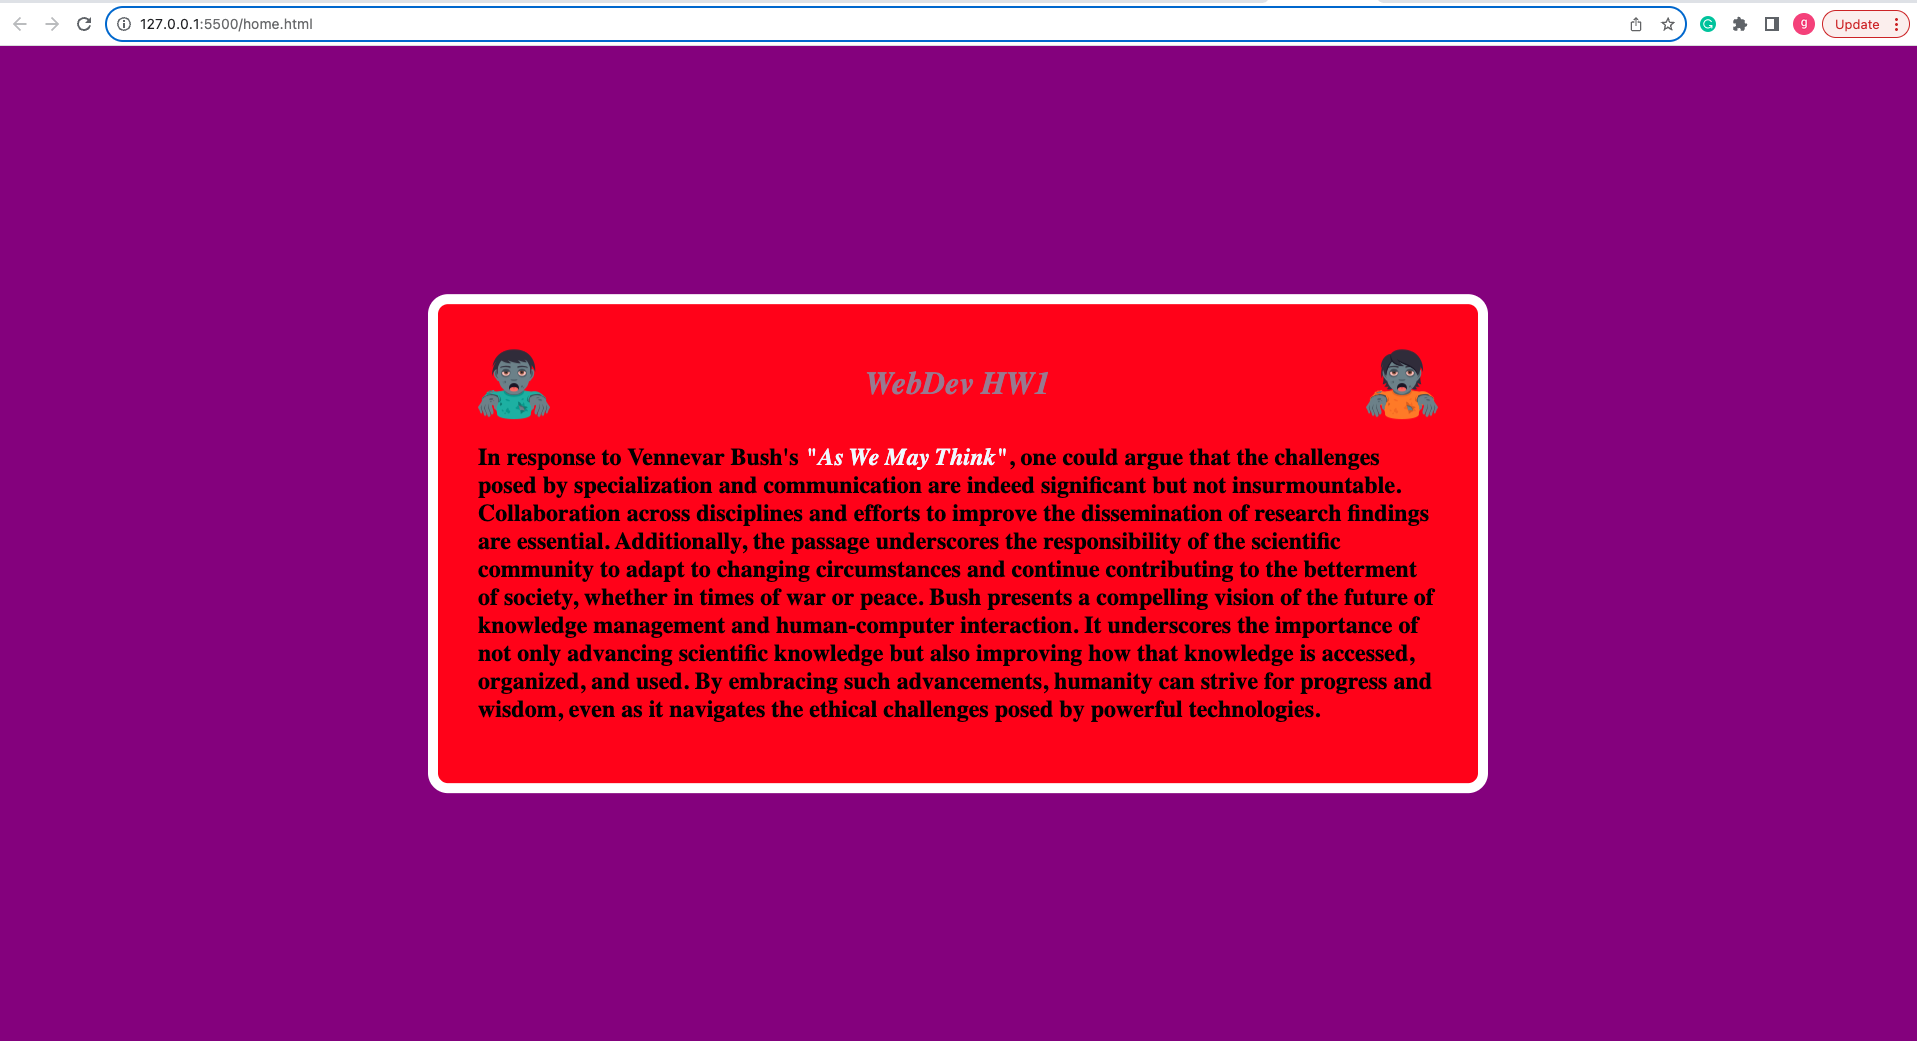 127.0.0.1:5500/home.html
g
Update
WebDev HW1
In response to Vennevar Bush's "As We May Think", one could argue that the challenges
posed by specialization and communication are indeed significant but not insurmountable.
Collaboration across disciplines and efforts to improve the dissemination of research findings
are essential. Additionally, the passage underscores the responsibility of the scientific
community to adapt to changing circumstances and continue contributing to the betterment
of society, whether in times of war or peace. Bush presents a compelling vision of the future of
knowledge management and human-computer interaction. It underscores the importance of
not only advancing scientific knowledge but also improving how that knowledge is accessed,
organized, and used. By embracing such advancements, humanity can strive for progress and
wisdom, even as it navigates the ethical challenges posed by powerful technologies.